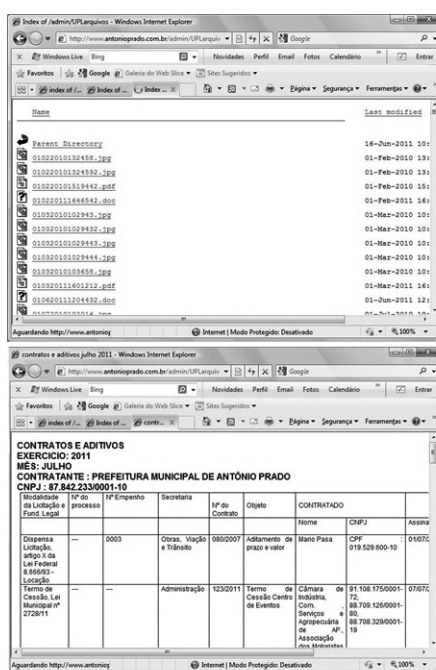 Index of /admin/UPLarquivos - Windows Internet Explorer
http://www.antonioprado.com.br/admin/UPLarquiv
Google
Windows Live Bing Novidades Perfil Email Fotos Calendário Entrar
Favoritos Google Galeria do Web Slice Sites Sugeridos
index of /... Index of ... Index ... Página Segurança Ferramentas
Name Last modified
Parent Directory 16-Jun-2011 10:
01022010132458.jpg 01-Feb-2010 13:
010220101324592.jpg 01-Feb-2010 13:
01022010151944​2.pdf 01-Feb-2010 15:
010220111646542.doc 01-Feb-2011 16:
01032010102943.jpg 01-Mar-2010 10:
010320101029432.jpg 01-Mar-2010 10:
010320101029443.jpg 01-Mar-2010 10:
010320101029444.jpg 01-Mar-2010 10:
01032010103658.jpg 01-Mar-2010 10:
010320111601212.pdf 01-Mar-2011 16:
010620111204432.doc 01-Jun-2011 12:
Aguardando http://www.antoniop Internet | Modo Protegido: Desativado 100%
contratos e aditivos julho 2011 - Windows Internet Explorer
http://www.antonioprado.com.br/admin/UPLarquiv
Google
Windows Live Bing Novidades Perfil Email Fotos Calendário Entrar
Favoritos Google Galeria do Web Slice Sites Sugeridos
index of /... Index of ... contr... Página Segurança Ferramentas
CONTRATOS E ADITIVOS
EXERCICIO: 2011
MÊS: JULHO
CONTRATANTE : PREFEITURA MUNICIPAL DE ANTÔNIO PRADO
CNPJ : 87.842.233/0001-10
Modalidade da Licitação e Fund. Legal
Nº do processo
Nº Empenho
Secretaria
Nº do Contrato
Objeto
CONTRATADO
Nome
CNPJ
Assina
Dispensa Licitação, artigo X da Lei Federal 8.666/93 - Locação
---
0003
Obras, Viação e Trânsito
080/2007
Aditamento de prazo e valor
Mario Pasa
CPF : 019.529.600-10
01/07/2
Termo de Cessão, Lei Municipal nº 2728/11
---
Administração
123/2011
Termo de Cessão Centro de Eventos
Câmara de Indústria, Com. , Serviços e Agropecuária de AP., Associação dos Motoristas
91.108.175/0001-72, 88.709.126/0001-80, 88.708.329/0001-19
07/07/2
Aguardando http://www.antoniop Internet | Modo Protegido: Desativado 100%